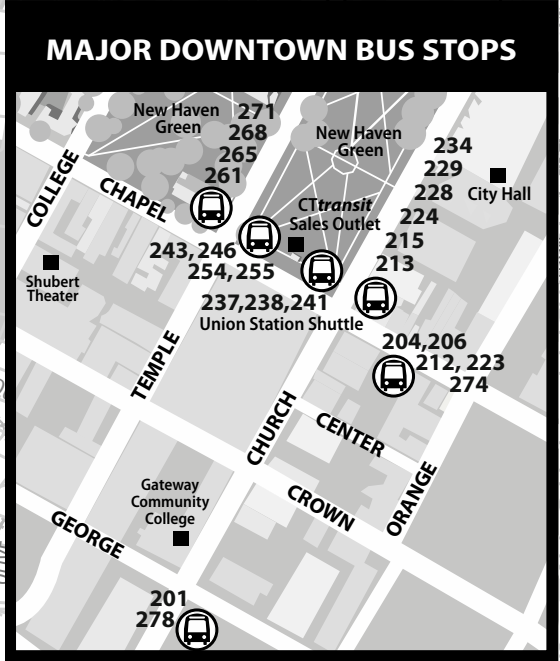 MAJOR DOWNTOWN BUS STOPS
New Haven
Green
271
268
265
261
New Haven
Green
234
229
228
224
215
213
City Hall
COLLEGE
CHAPEL
CTtransit
Sales Outlet
243, 246
254, 255
Shubert
Theater
237,238,241
Union Station Shuttle
204,206
212, 223
274
TEMPLE
CHURCH
CENTER
ORANGE
CROWN
Gateway
Community
College
GEORGE
201
278